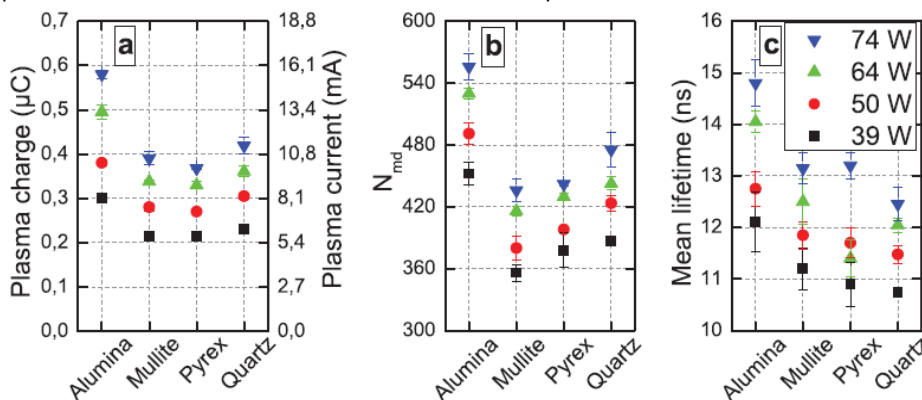 a
Plasma charge (µC)
0,7
0,6
0,5
0,4
0,3
0,2
0,1
0,0
18,8
16,1
13,4
10,8
8,1
5,4
2,7
0,0
Plasma current (mA)
Alumina
Mullite
Pyrex
Quartz
b
N_md
600
540
480
420
360
300
Alumina
Mullite
Pyrex
Quartz
c
Mean lifetime (ns)
16
15
14
13
12
11
10
74 W
64 W
50 W
39 W
Alumina
Mullite
Pyrex
Quartz